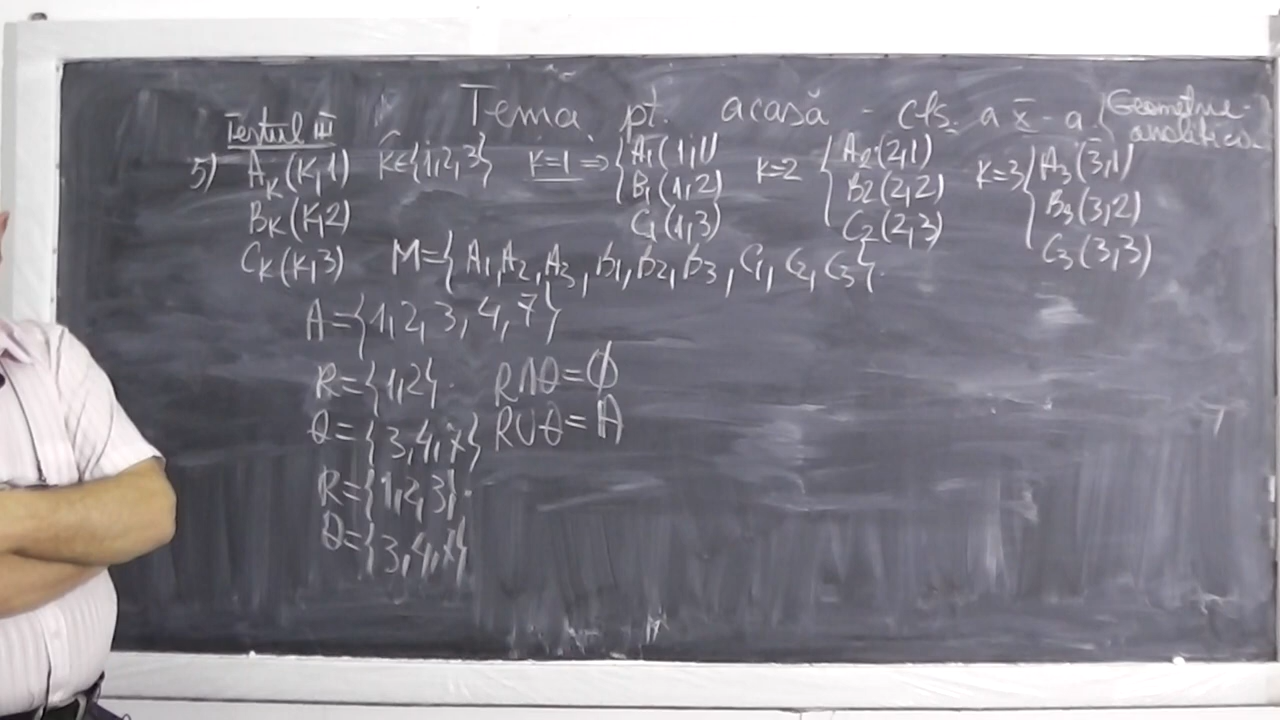 Tema pt. acasă - cls. a X-a. Geometrie analitică
Testul III
5) A_K(K,1) K∈{1,2,3} K=1 ⇒ { A1(1,1) K=2 { A2(2,1) K=3 { A3(3,1)
B_K(K,2) B1(1,2) B2(2,2) B3(3,2)
C_K(K,3) C1(1,3) C2(2,3) C3(3,3)
M={A1,A2,A3,B1,B2,B3,C1,C2,C3}.
A={1,2,3,4,7}
R={1,2}. R∩Q=∅
Q={3,4,7} R∪Q=A
R={1,2,3}.
Q={3,4,7}